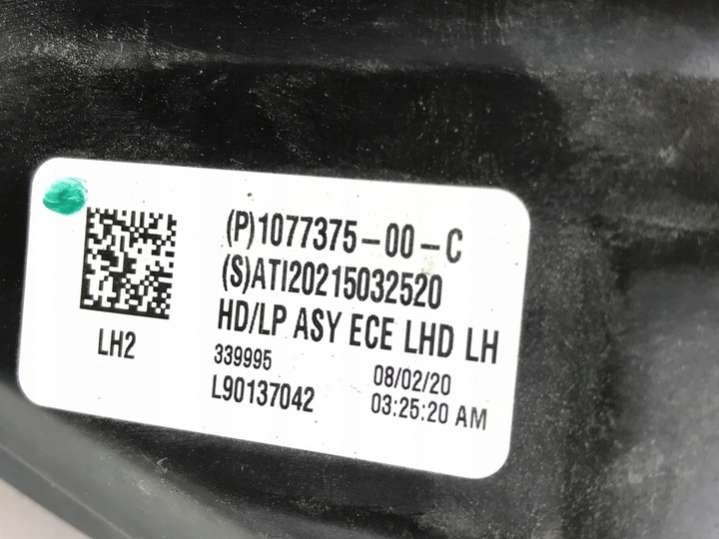 (P)1077375-00-C
(S)ATI20215032520
HD/LP ASY ECE LHD LH
LH2
339995
08/02/20
L90137042
03:25:20 AM